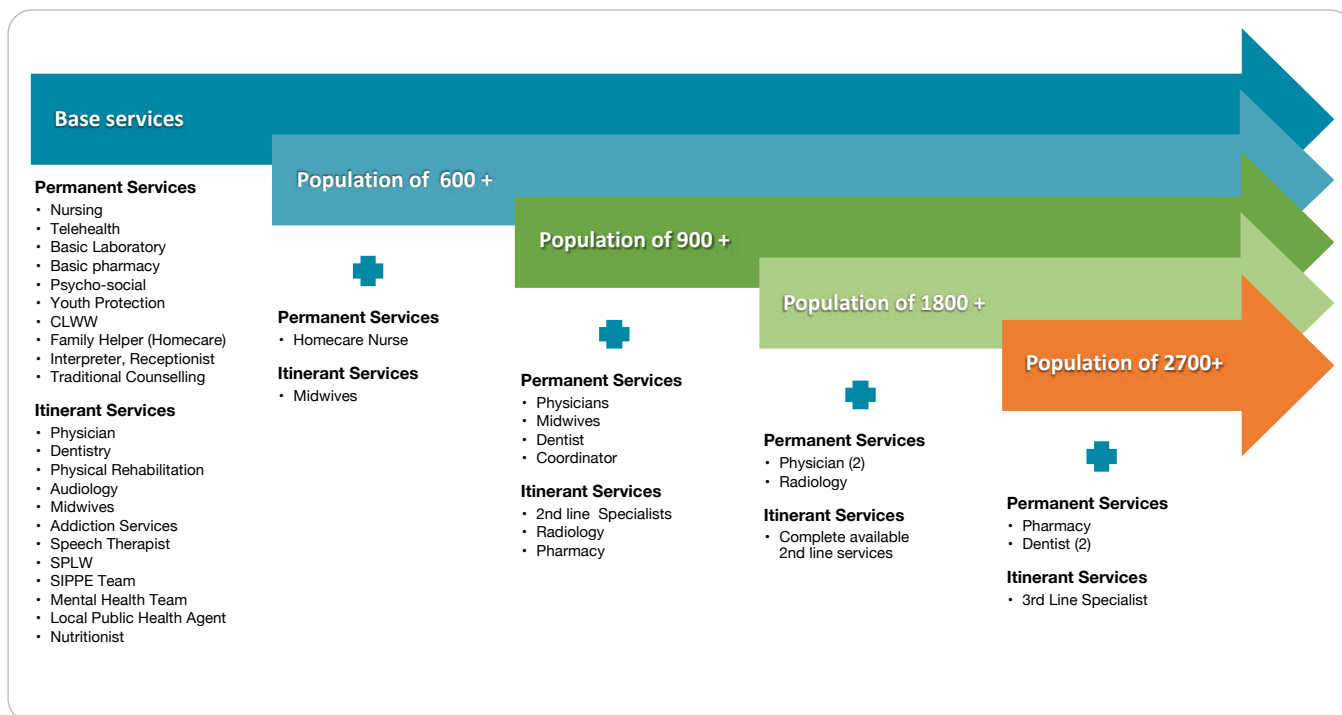 Base services
Permanent Services
• Nursing
• Telehealth
• Basic Laboratory
• Basic pharmacy
• Psycho-social
• Youth Protection
• CLWW
• Family Helper (Homecare)
• Interpreter, Receptionist
• Traditional Counselling
Itinerant Services
• Physician
• Dentistry
• Physical Rehabilitation
• Audiology
• Midwives
• Addiction Services
• Speech Therapist
• SPLW
• SIPPE Team
• Mental Health Team
• Local Public Health Agent
• Nutritionist
Population of 600 +
Permanent Services
• Homecare Nurse
Itinerant Services
• Midwives
Population of 900 +
Permanent Services
• Physicians
• Midwives
• Dentist
• Coordinator
Itinerant Services
• 2nd line Specialists
• Radiology
• Pharmacy
Population of 1800 +
Permanent Services
• Physician (2)
• Radiology
Itinerant Services
• Complete available
2nd line services
Population of 2700+
Permanent Services
• Pharmacy
• Dentist (2)
Itinerant Services
• 3rd Line Specialist